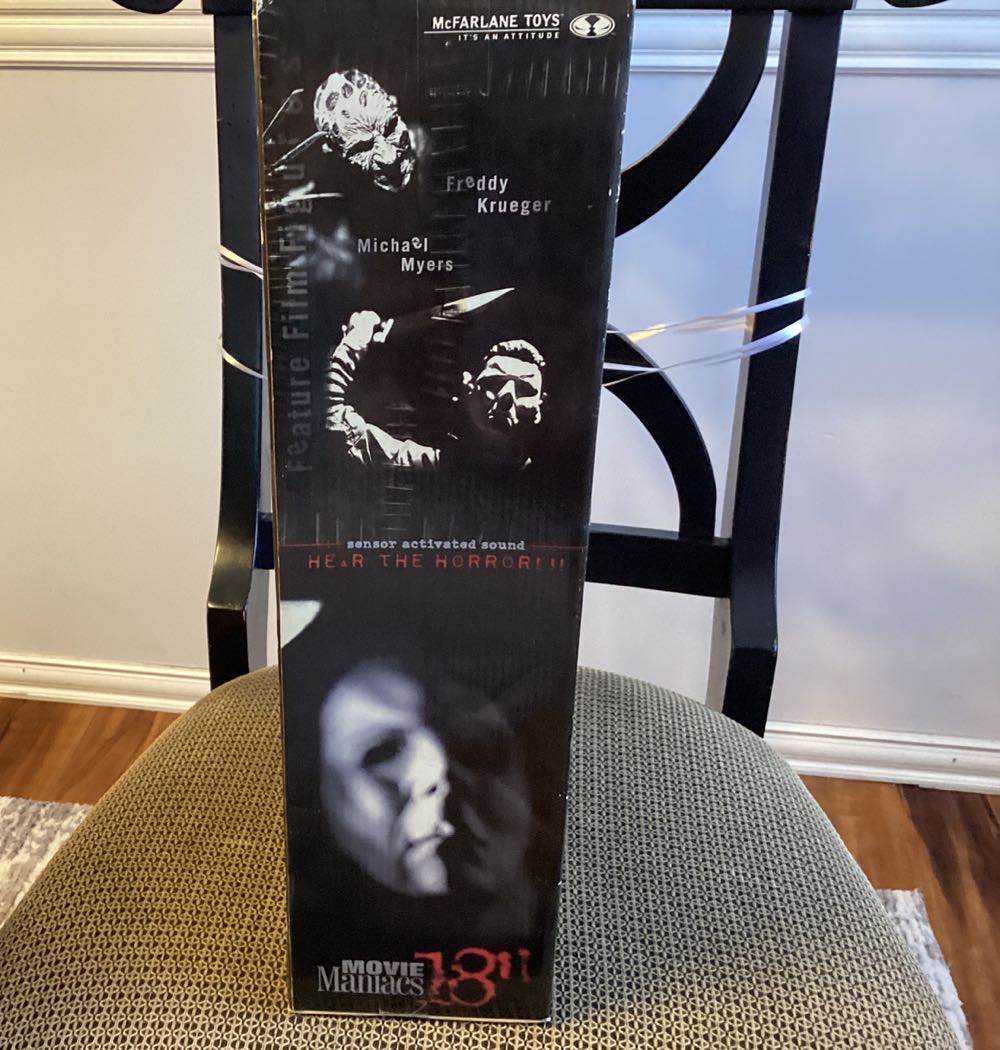 McFARLANE TOYS
IT'S AN ATTITUDE
Freddy
Krueger
Michael
Myers
Feature Film Figures
sensor activated sound
HEAR THE HORROR!!!
MOVIE
Maniacs
18"